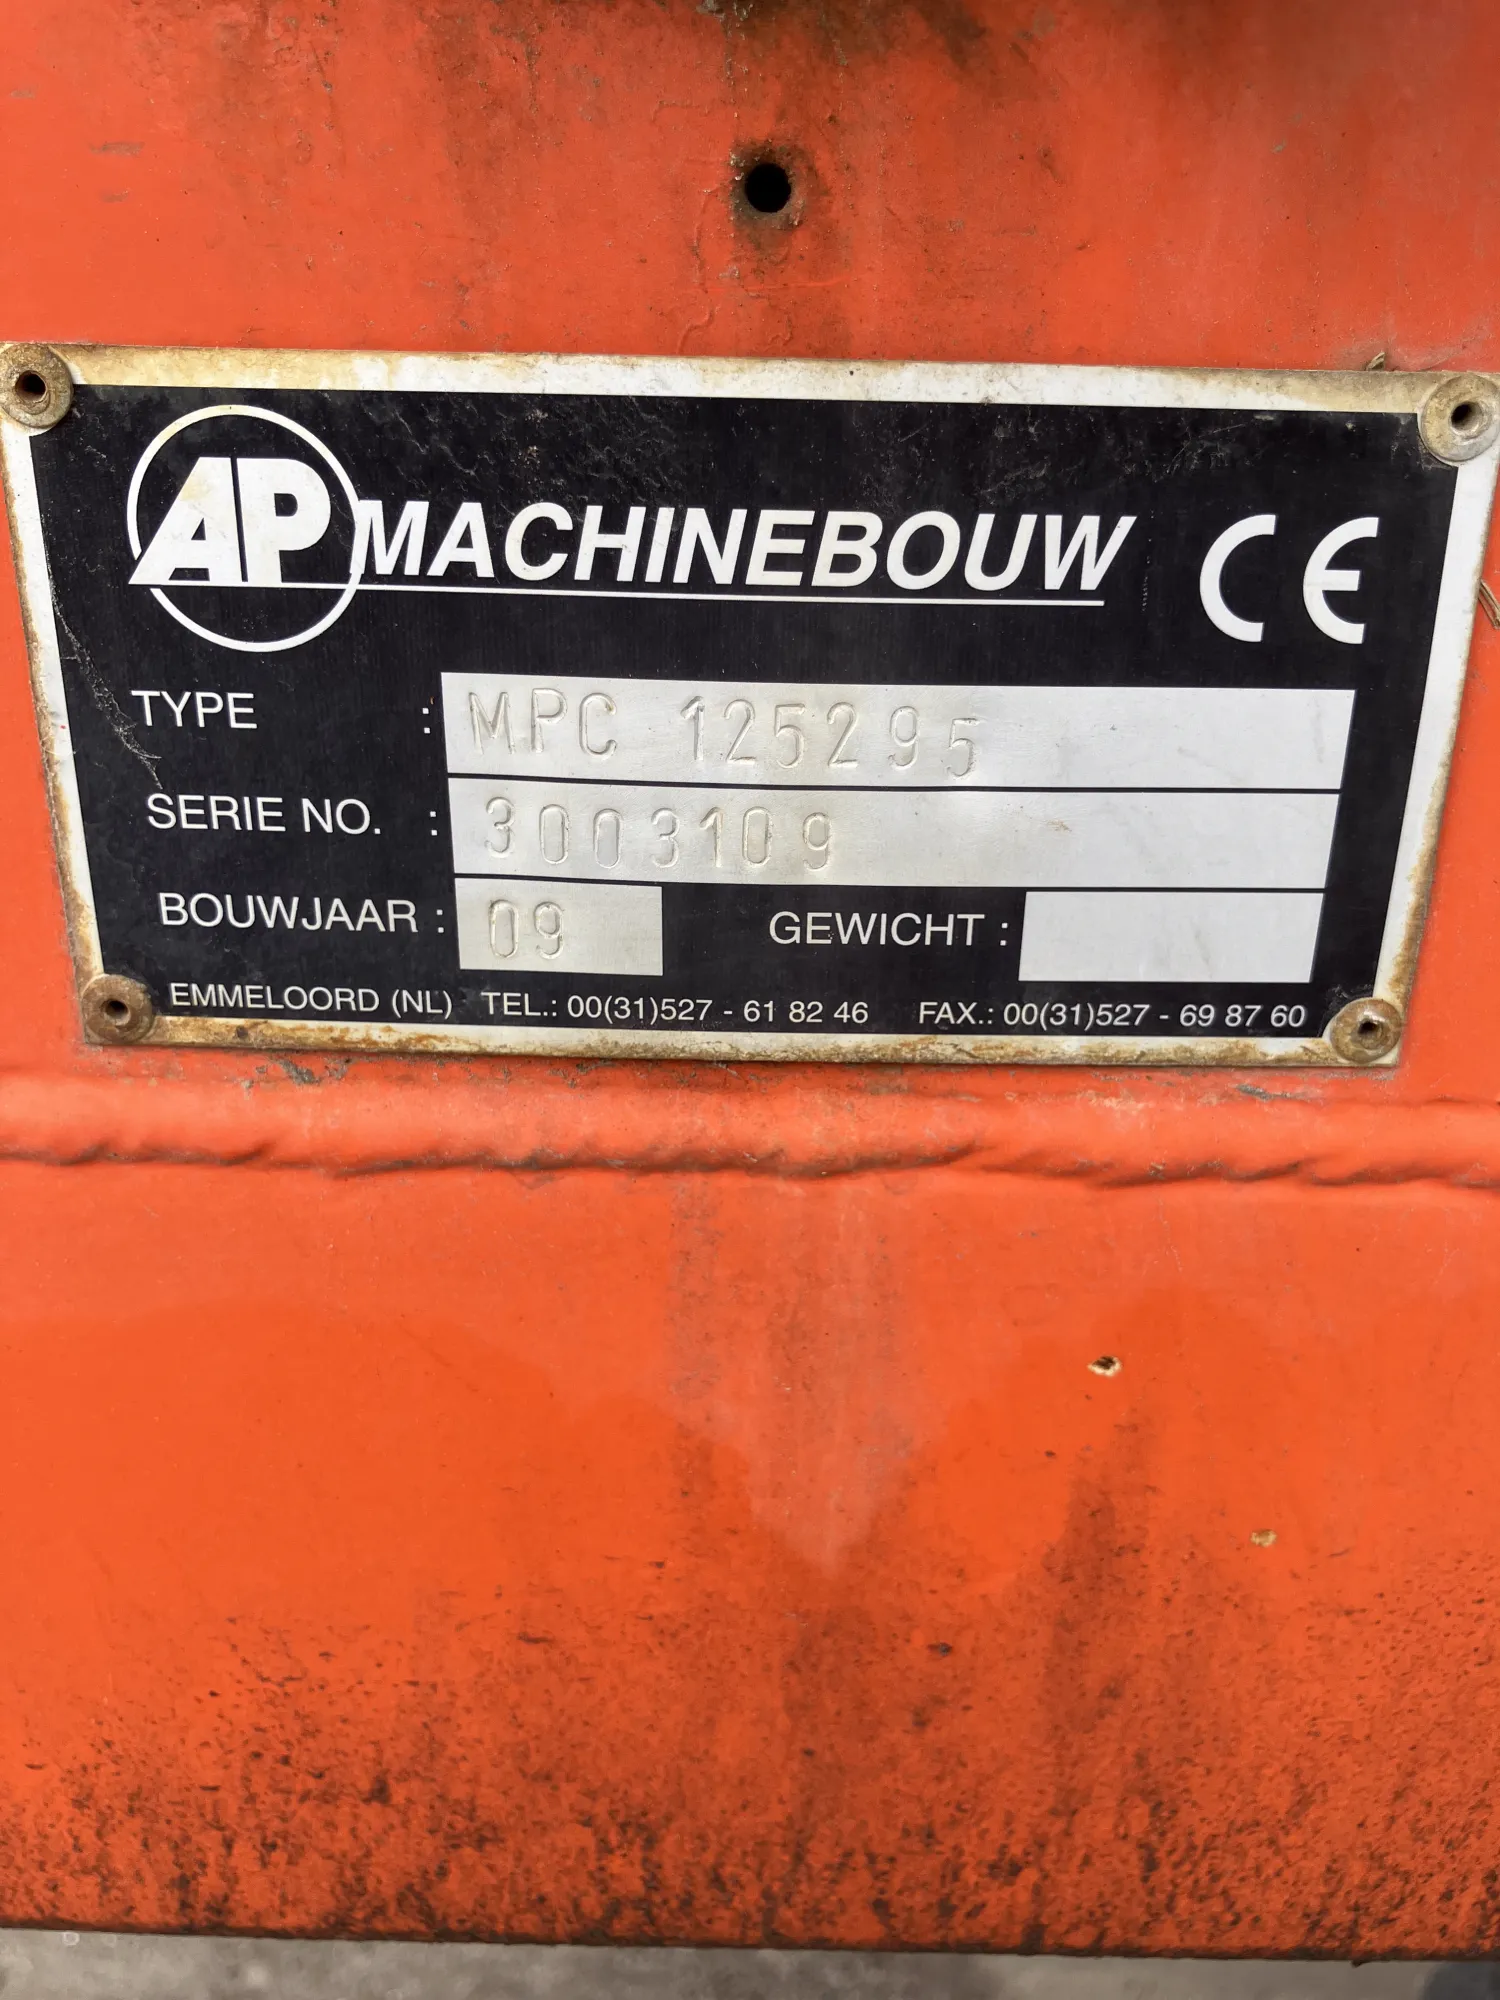 AP MACHINEBOUW CE
TYPE : MPC 125295
SERIE NO. : 3003109
BOUWJAAR : 09 GEWICHT :
EMMELOORD (NL) TEL.: 00(31)527 - 61 82 46 FAX.: 00(31)527 - 69 87 60